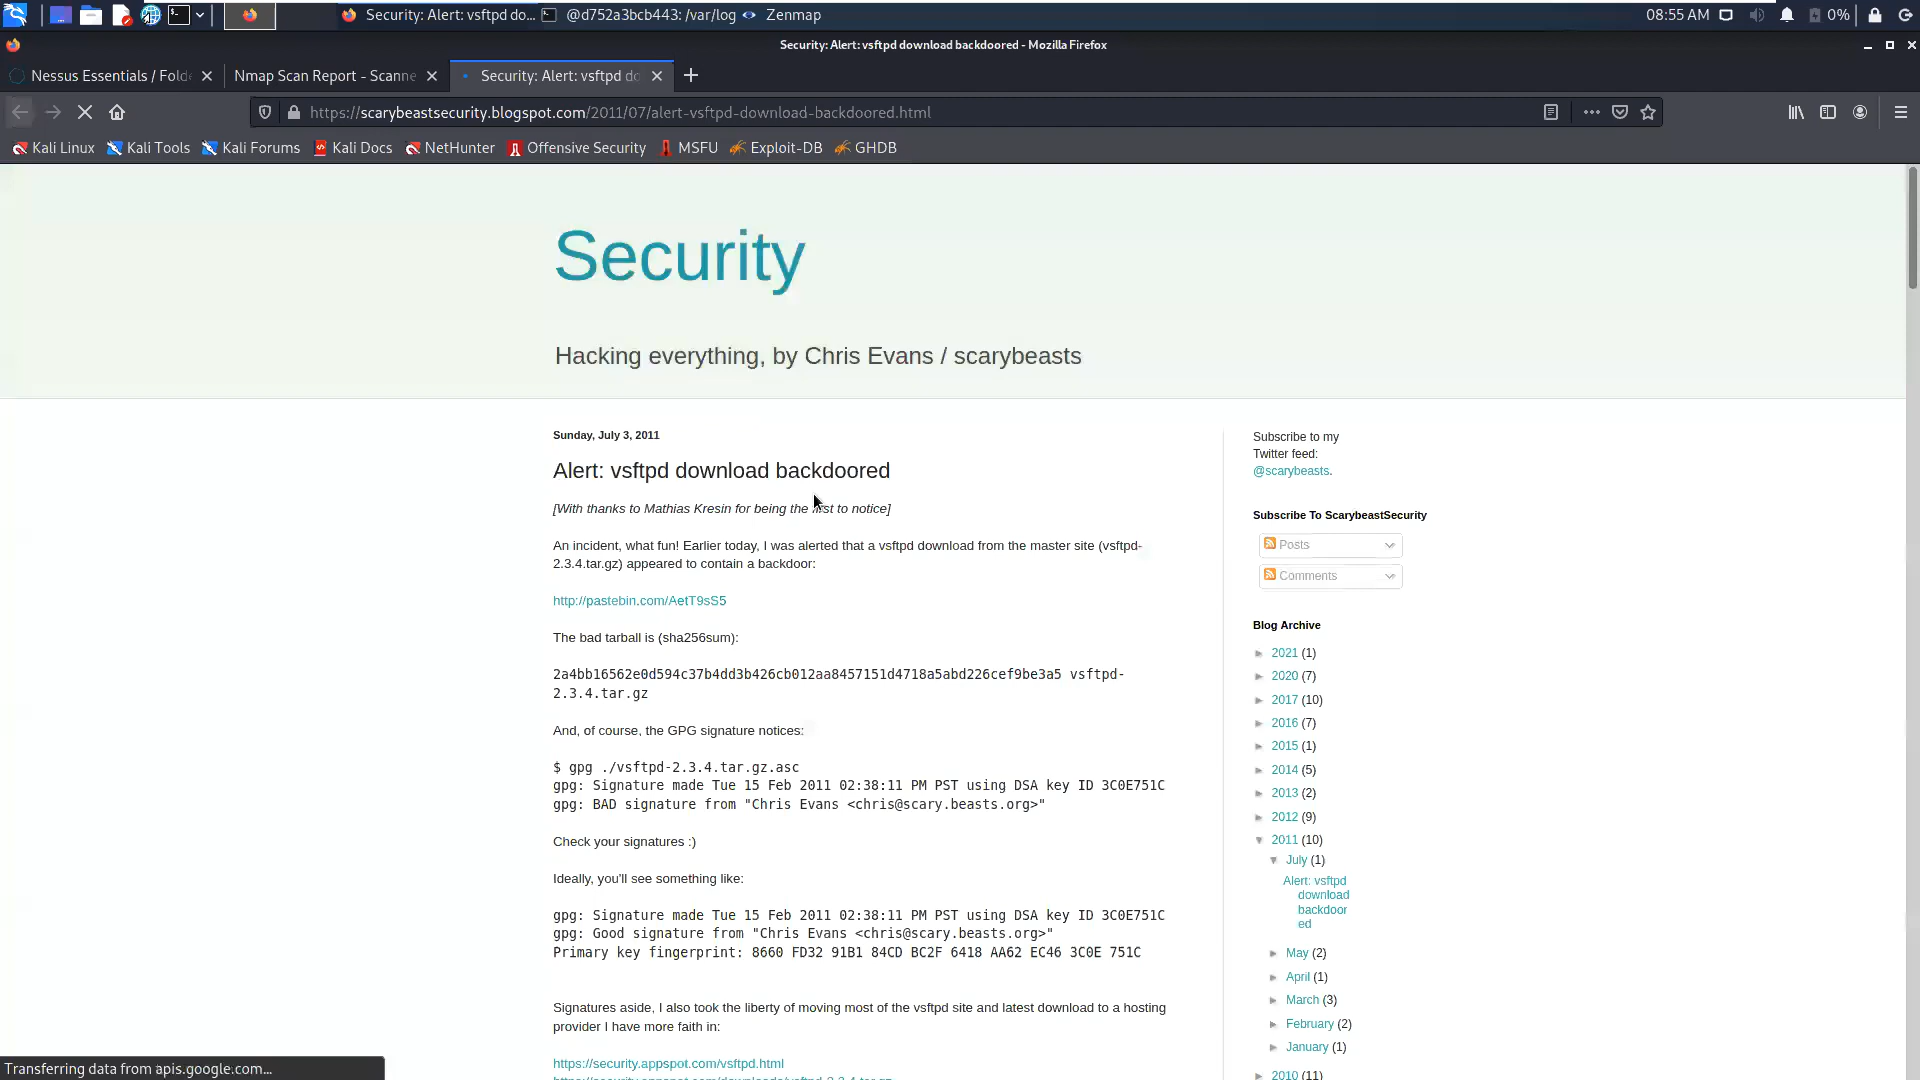 Security: Alert: vsftpd do... @d752a3bcb443: /var/log Zenmap 08:55 AM 0%
Security: Alert: vsftpd download backdoored - Mozilla Firefox
Nessus Essentials / Fold Nmap Scan Report - Scanne Security: Alert: vsftpd do
https://scarybeastsecurity.blogspot.com/2011/07/alert-vsftpd-download-backdoored.html
Kali Linux Kali Tools Kali Forums Kali Docs NetHunter Offensive Security MSFU Exploit-DB GHDB
Security
Hacking everything, by Chris Evans / scarybeasts
Sunday, July 3, 2011
Alert: vsftpd download backdoored
[With thanks to Mathias Kresin for being the first to notice]
An incident, what fun! Earlier today, I was alerted that a vsftpd download from the master site (vsftpd-
2.3.4.tar.gz) appeared to contain a backdoor:
http://pastebin.com/AetT9sS5
The bad tarball is (sha256sum):
2a4bb16562e0d594c37b4dd3b426cb012aa8457151d4718a5abd226cef9be3a5 vsftpd-
2.3.4.tar.gz
And, of course, the GPG signature notices:
$ gpg ./vsftpd-2.3.4.tar.gz.asc
gpg: Signature made Tue 15 Feb 2011 02:38:11 PM PST using DSA key ID 3C0E751C
gpg: BAD signature from "Chris Evans <chris@scary.beasts.org>"
Check your signatures :)
Ideally, you'll see something like:
gpg: Signature made Tue 15 Feb 2011 02:38:11 PM PST using DSA key ID 3C0E751C
gpg: Good signature from "Chris Evans <chris@scary.beasts.org>"
Primary key fingerprint: 8660 FD32 91B1 84CD BC2F 6418 AA62 EC46 3C0E 751C
Signatures aside, I also took the liberty of moving most of the vsftpd site and latest download to a hosting
provider I have more faith in:
https://security.appspot.com/vsftpd.html
https://security.appspot.com/downloads/vsftpd-2.3.4.tar.gz
Subscribe to my
Twitter feed:
@scarybeasts.
Subscribe To ScarybeastSecurity
Posts
Comments
Blog Archive
► 2021 (1)
► 2020 (7)
► 2017 (10)
► 2016 (7)
► 2015 (1)
► 2014 (5)
► 2013 (2)
► 2012 (9)
▼ 2011 (10)
▼ July (1)
Alert: vsftpd
download
backdoor
ed
► May (2)
► April (1)
► March (3)
► February (2)
► January (1)
► 2010 (11)
Transferring data from apis.google.com...